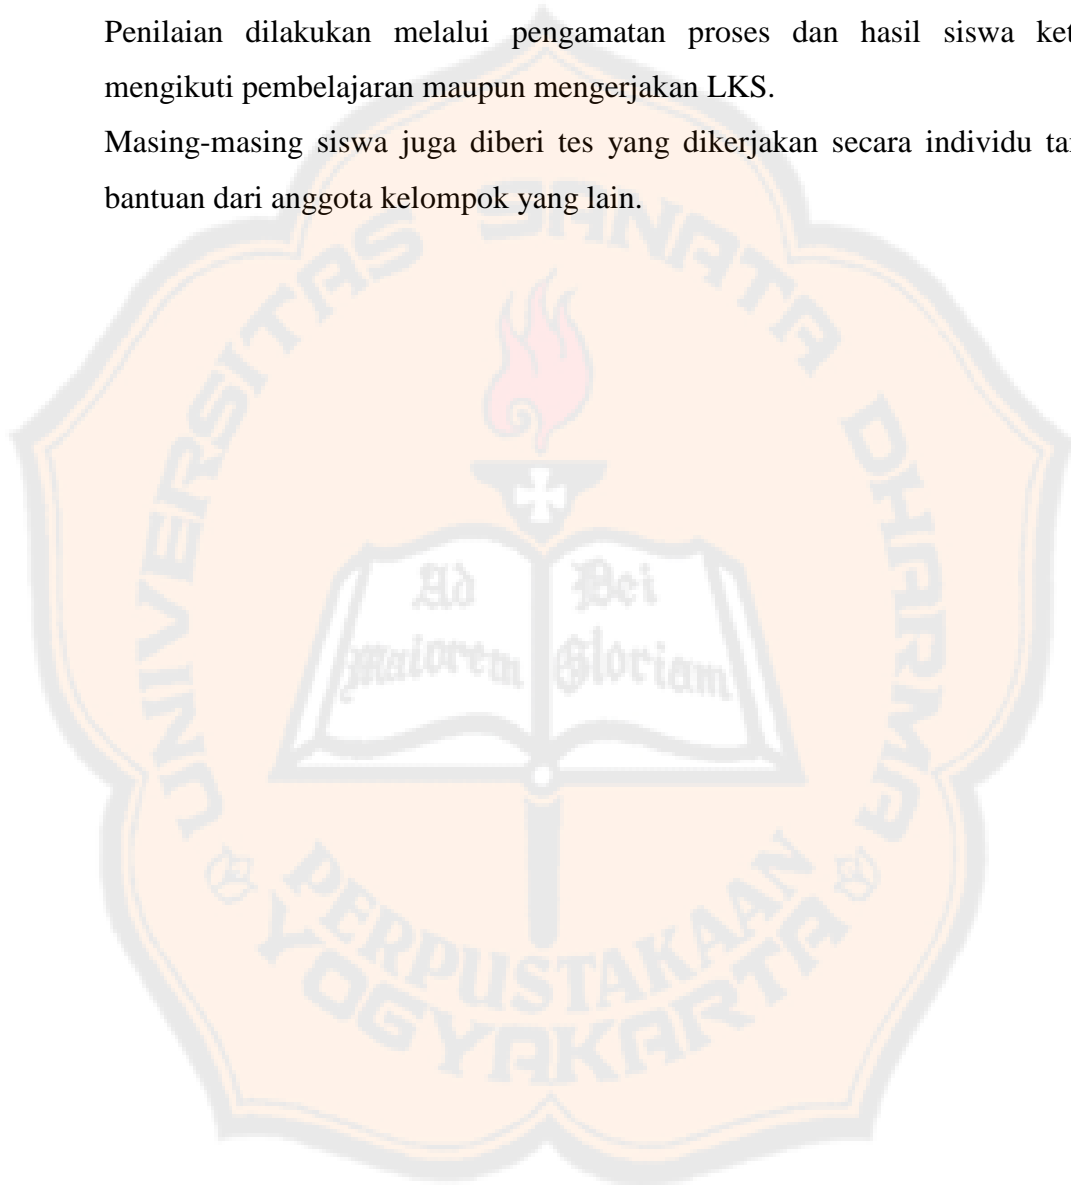 Penilaian dilakukan melalui pengamatan proses dan hasil siswa ket
mengikuti pembelajaran maupun mengerjakan LKS.
Masing-masing siswa juga diberi tes yang dikerjakan secara individu ta
bantuan dari anggota kelompok yang lain.
UNIVERSITAS SANATA DHARMA
Ad Dei
Maiorem Gloriam
PERPUSTAKAAN
YOGYAKARTA